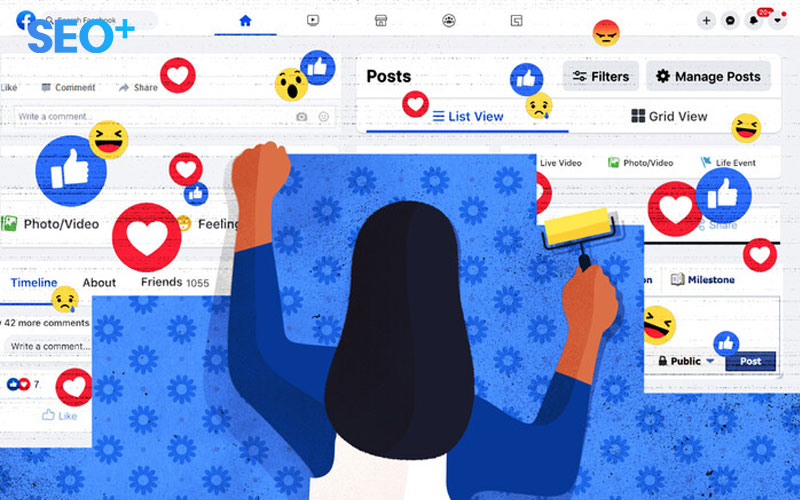 Search Facebook
20+
SEO+
Like Comment Share
Write a comment...
Posts
Filters
Manage Posts
List View
Grid View
Live Video Photo/Video Life Event
Photo/Video
Feeling
Share
Timeline About Friends 1055
Milestone
42 more comments
Write a comment...
Public
Post
7
Like